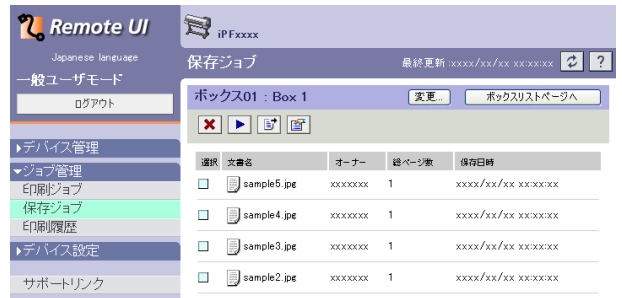 Remote UI
Japanese language
一般ユーザモード
ログアウト
▶デバイス管理
▼ジョブ管理
印刷ジョブ
保存ジョブ
印刷履歴
▶デバイス設定
サポートリンク
iPFxxxx
保存ジョブ
最終更新:xxxx/xx/xx xx:xx:xx
?
ボックス01 : Box 1
変更...
ボックスリストページへ
選択 文書名 オーナー 総ページ数 保存日時
sample5.jpg xxxxxxx 1 xxxx/xx/xx xx:xx:xx
sample4.jpg xxxxxxx 1 xxxx/xx/xx xx:xx:xx
sample3.jpg xxxxxxx 1 xxxx/xx/xx xx:xx:xx
sample2.jpg xxxxxxx 1 xxxx/xx/xx xx:xx:xx